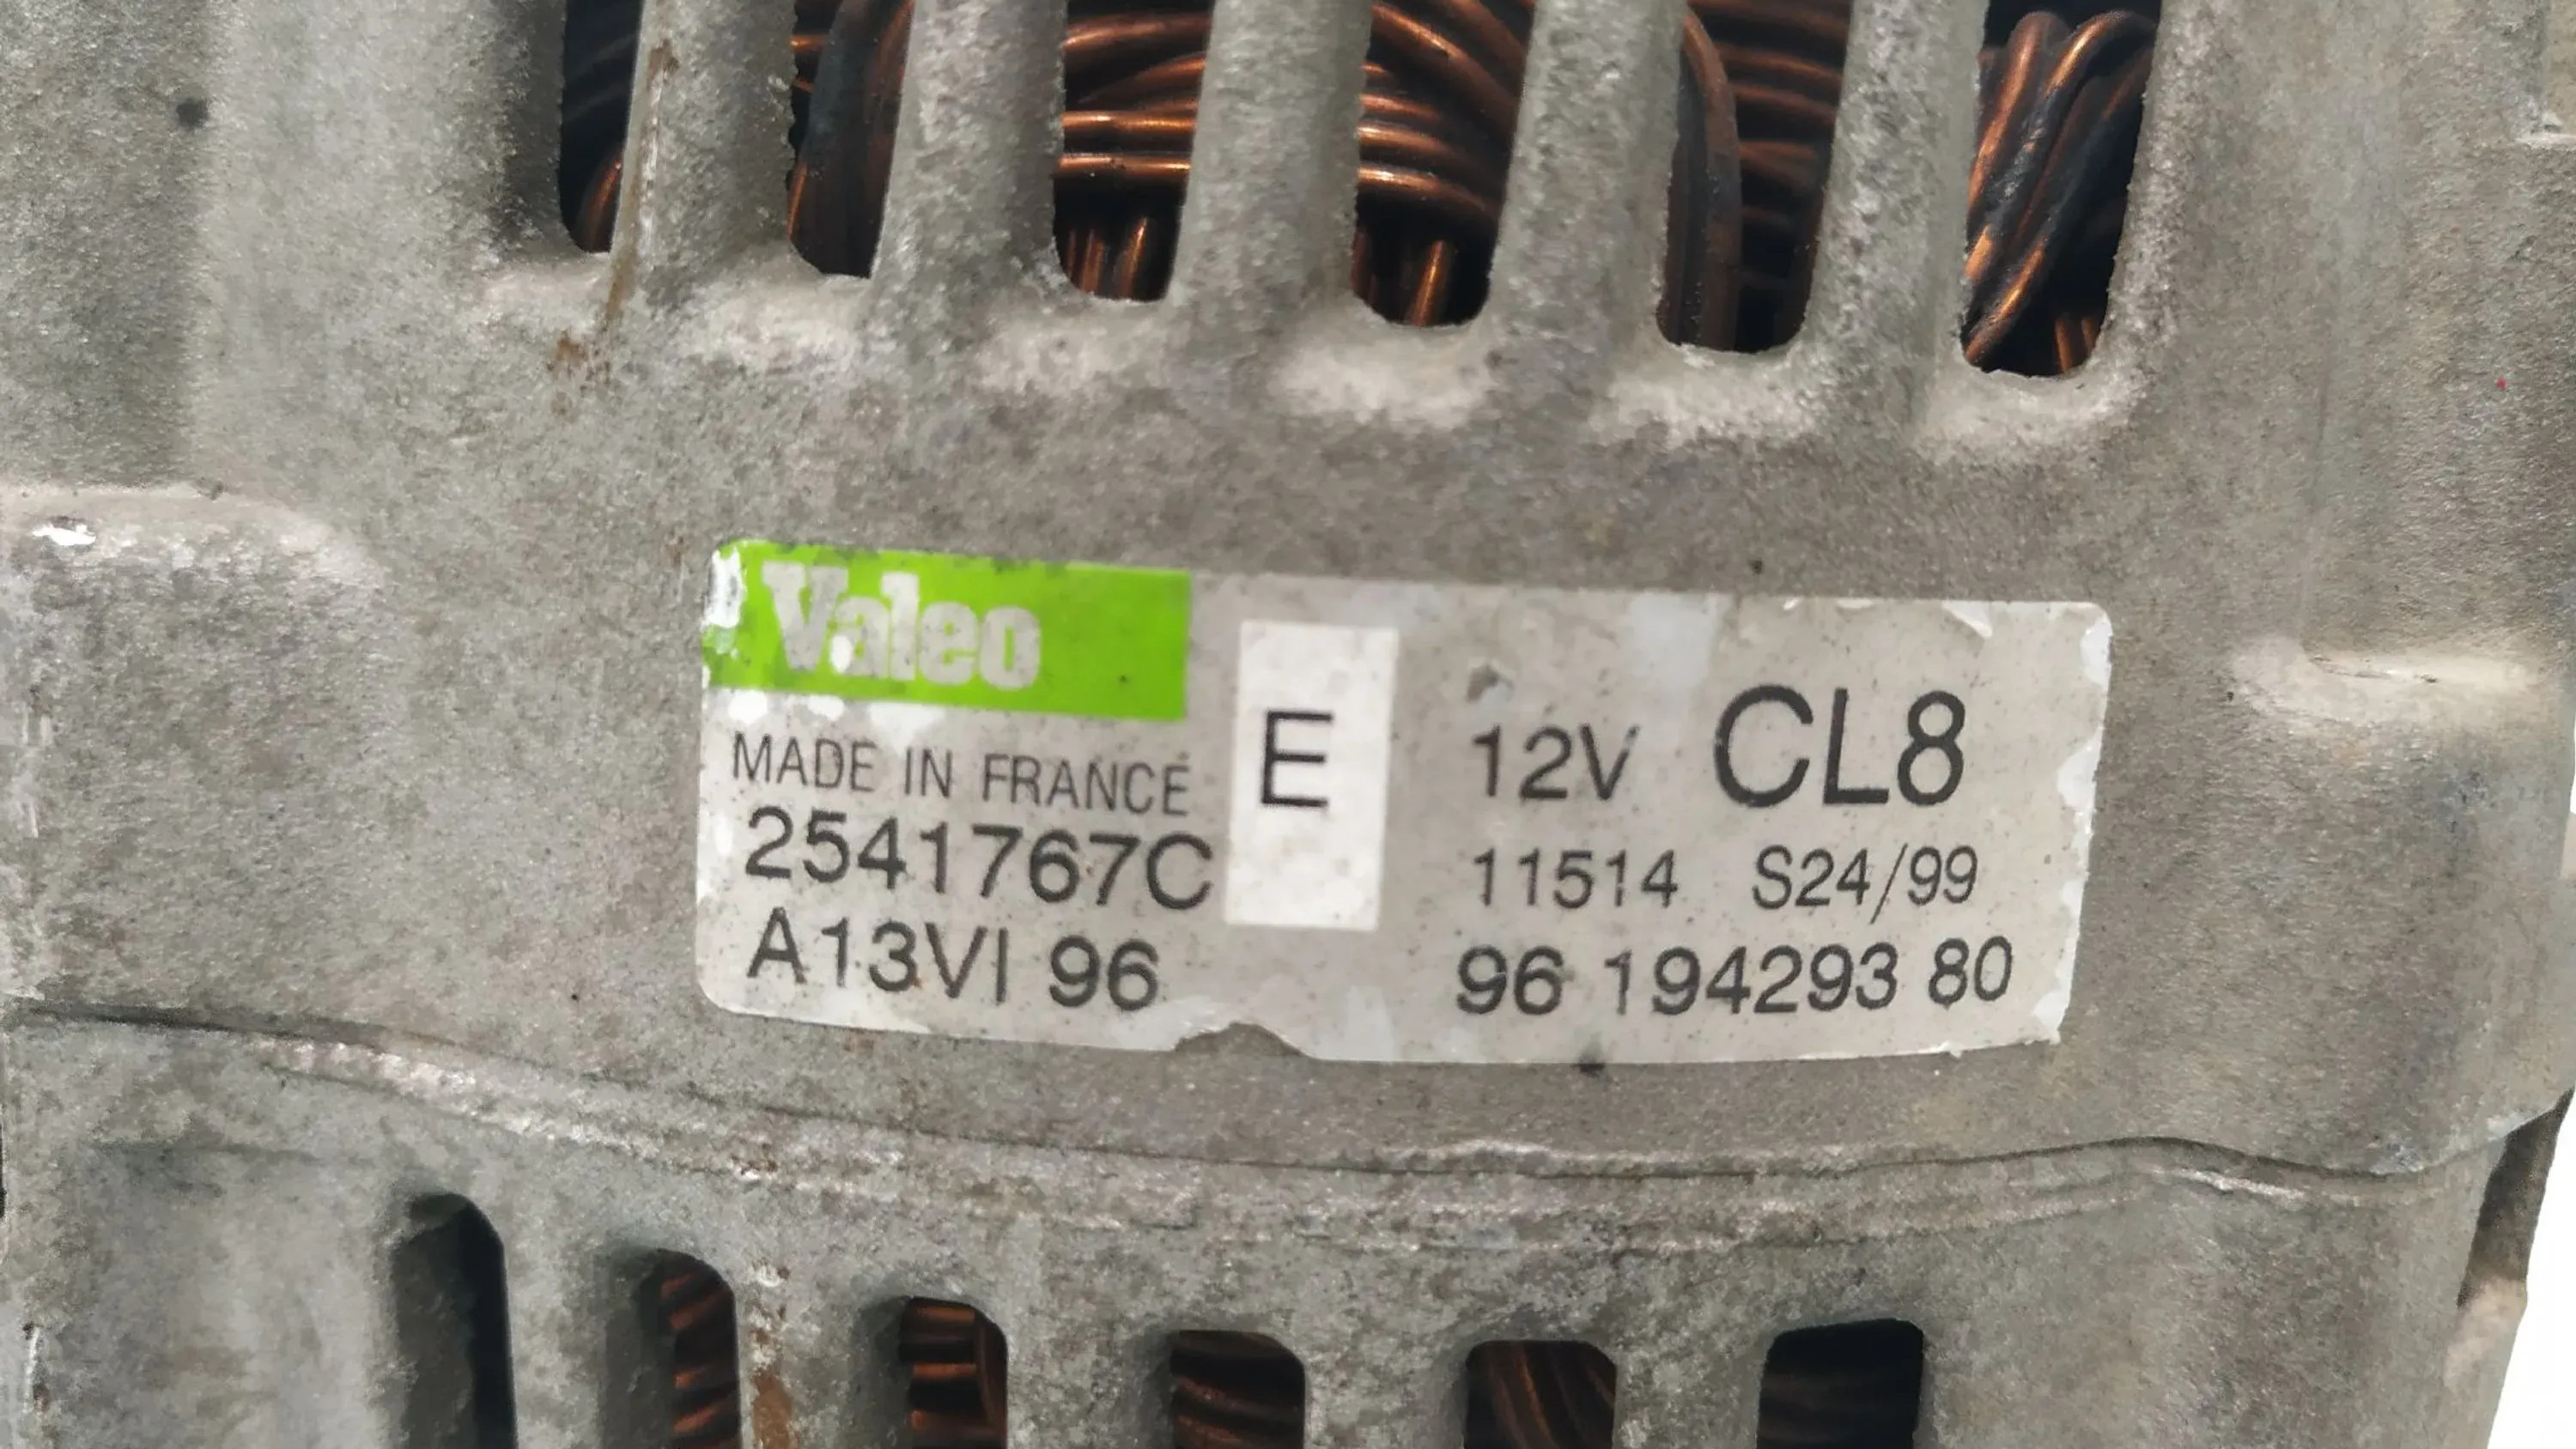 Valeo
MADE IN FRANCE
2541767C
A13VI 96
E
12V CL8
11514 S24/99
96 194293 80